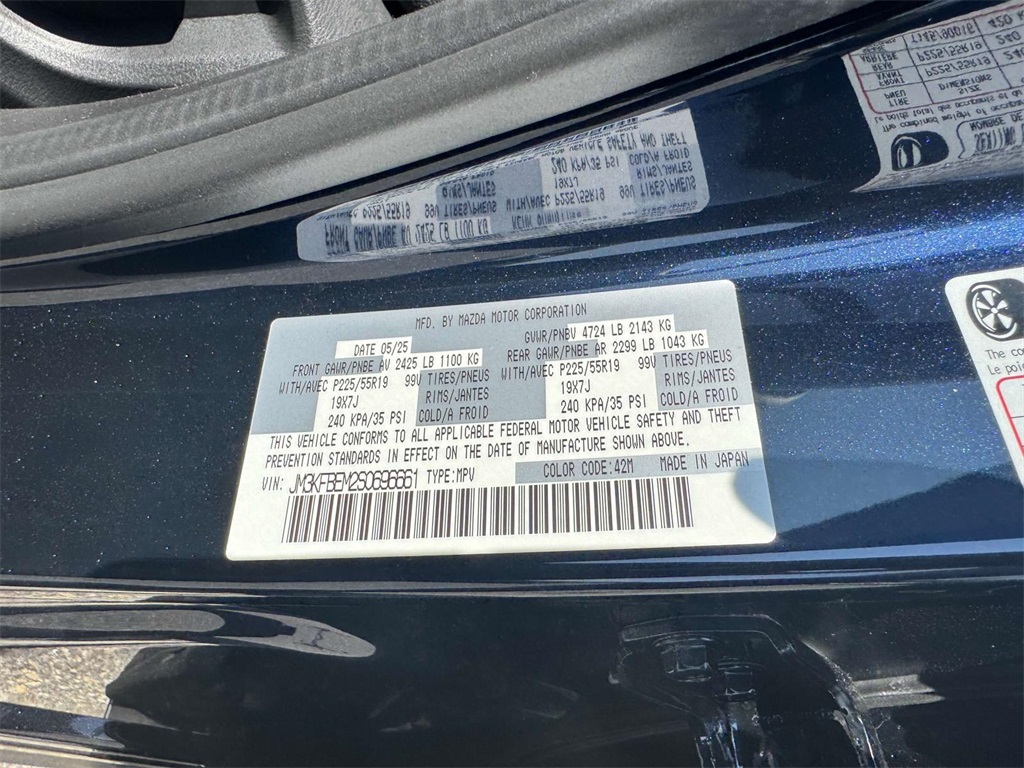 MFD. BY MAZDA MOTOR CORPORATION
DATE 05/25
GVWR/PNBV 4724 LB 2143 KG
FRONT GAWR/PNBE AV 2425 LB 1100 KG
REAR GAWR/PNBE AR 2299 LB 1043 KG
WITH/AVEC P225/55R19 99V TIRES/PNEUS
WITH/AVEC P225/55R19 99V TIRES/PNEUS
19X7J RIMS/JANTES
19X7J RIMS/JANTES
240 KPA/35 PSI COLD/A FROID
240 KPA/35 PSI COLD/A FROID
THIS VEHICLE CONFORMS TO ALL APPLICABLE FEDERAL MOTOR VEHICLE SAFETY AND THEFT
PREVENTION STANDARDS IN EFFECT ON THE DATE OF MANUFACTURE SHOWN ABOVE.
VIN: JM3KFBEM2S0696661 TYPE:MPV COLOR CODE:42M MADE IN JAPAN
The co
Le poi